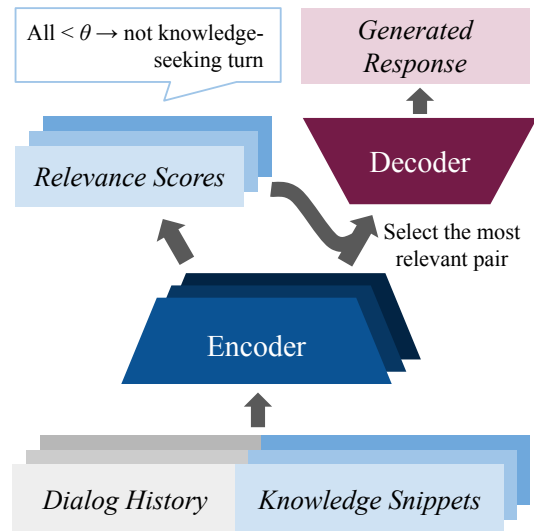 All < θ → not knowledge-
seeking turn
Generated
Response
Relevance Scores
Decoder
Select the most
relevant pair
Encoder
Dialog History
Knowledge Snippets